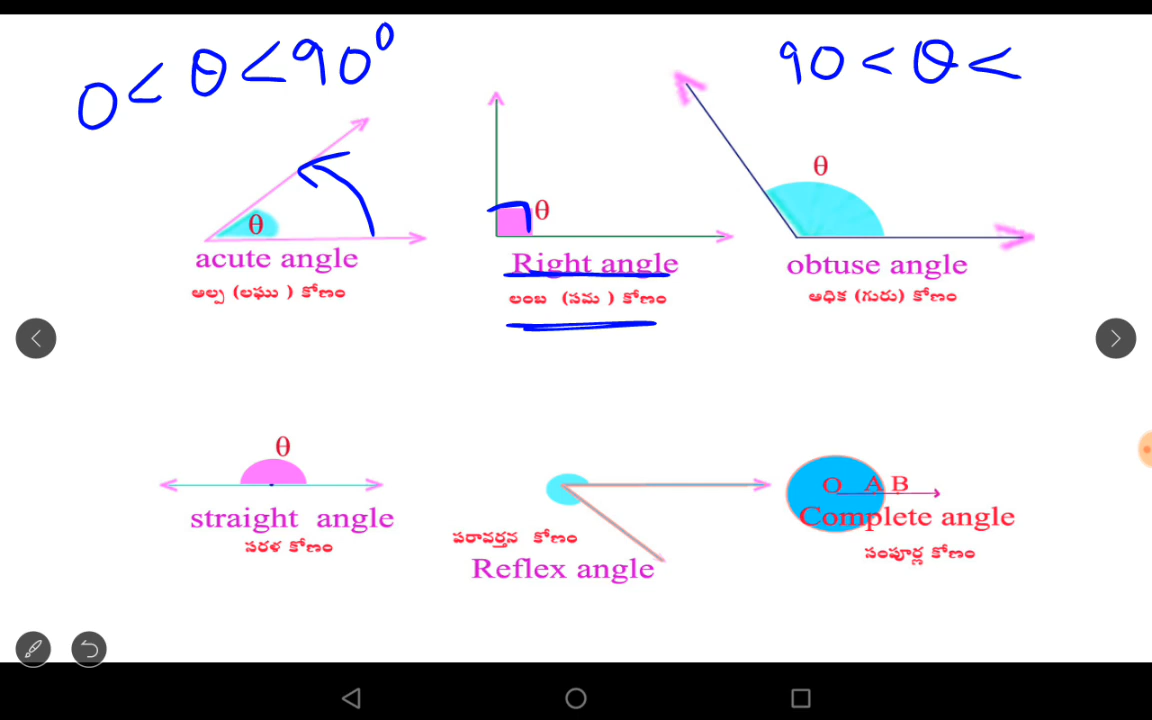 0 < θ < 90⁰
90 < θ <
θ
θ
θ
acute angle
Right angle
obtuse angle
అల్ప (లఘు ) కోణం
లంబ (సమ ) కోణం
అధిక (గురు) కోణం
θ
O A B
straight angle
సరళ కోణం
పరావర్తన కోణం
Reflex angle
Complete angle
సంపూర్ణ కోణం